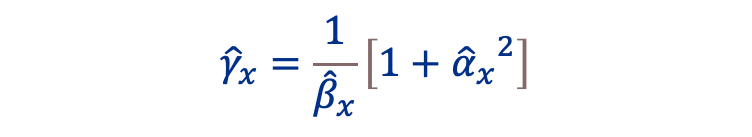 γ̂ₓ = 1/β̂ₓ [1 + α̂ₓ²]